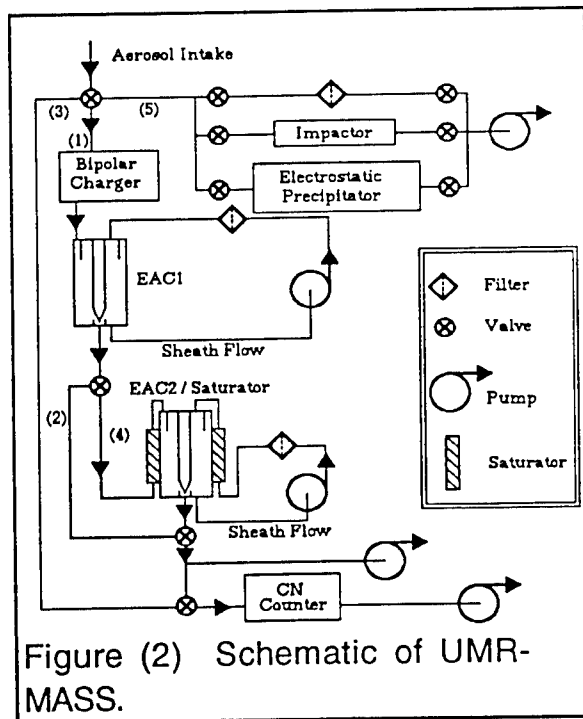 Aerosol Intake
(3)
(5)
(1)
Impactor
Bipolar
Charger
Electrostatic
Precipitator
EAC1
Filter
Valve
Sheath Flow
EAC2 / Saturator
(2)
(4)
Pump
Saturator
Sheath Flow
CN
Counter
Figure (2) Schematic of UMR-
MASS.